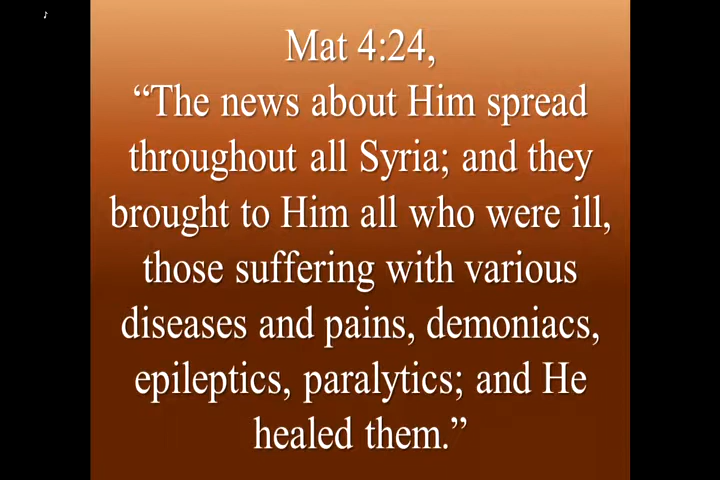 ♪
Mat 4:24,
“The news about Him spread
throughout all Syria; and they
brought to Him all who were ill,
those suffering with various
diseases and pains, demoniacs,
epileptics, paralytics; and He
healed them.”